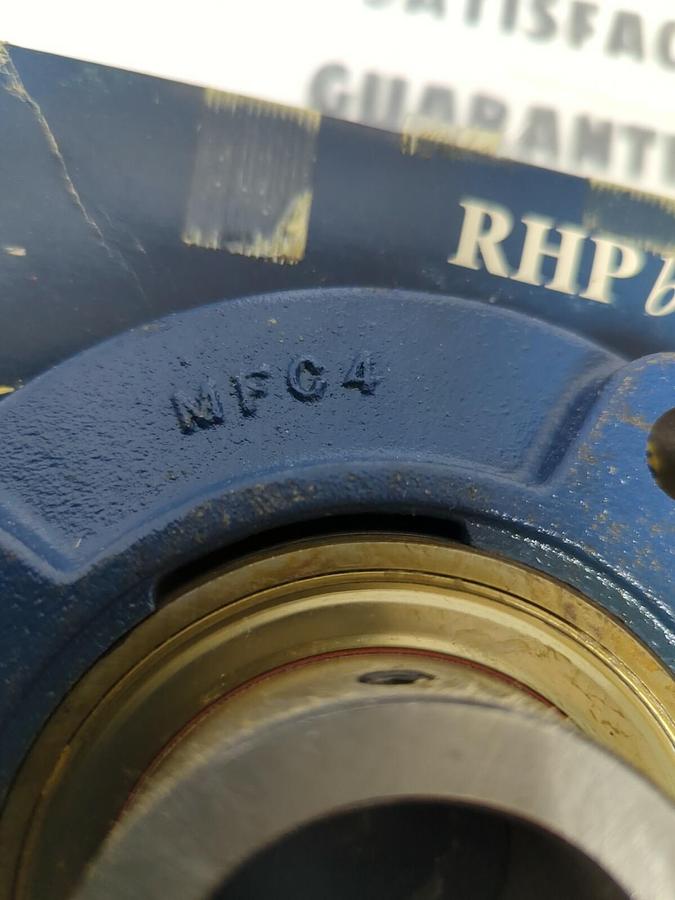 SATISFAC
GUARANTE
RHP b
MFC4